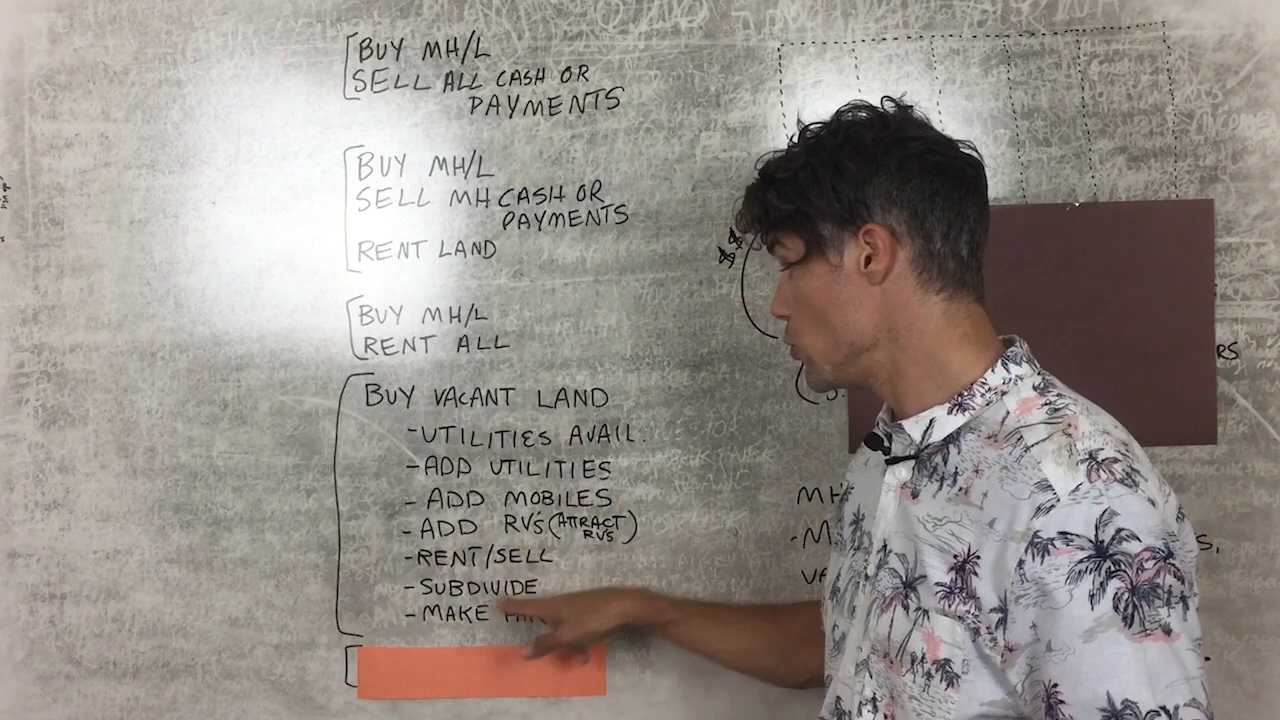 BUY MH/L
SELL ALL CASH OR
PAYMENTS
BUY MH/L
SELL MH CASH OR
PAYMENTS
RENT LAND
BUY MH/L
RENT ALL
BUY VACANT LAND
-UTILITIES AVAIL.
-ADD UTILITIES
-ADD MOBILES
-ADD RV'S (ATTRACT
RVS)
-RENT/SELL
-SUBDIVIDE
-MAKE
$$
RS
MH